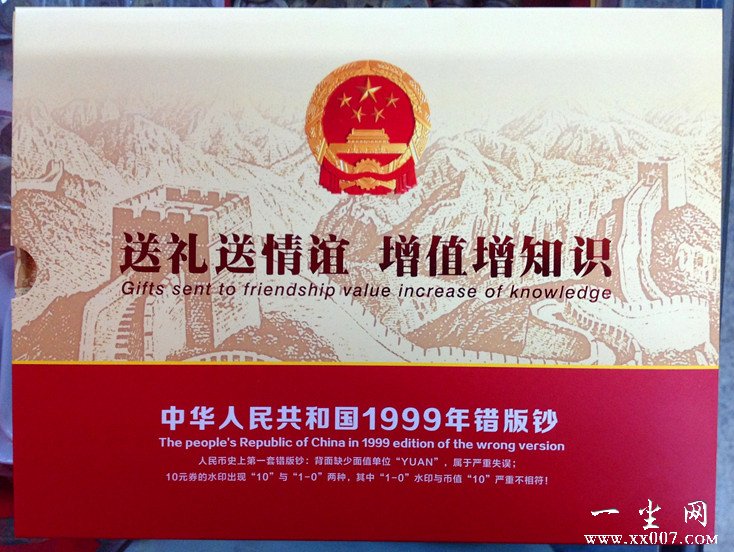 送礼送情谊 增值增知识
Gifts sent to friendship value increase of knowledge
中华人民共和国1999年错版钞
The people's Republic of China in 1999 edition of the wrong version
人民币史上第一套错版钞：背面缺少面值单位“YUAN”，属于严重失误；
10元券的水印出现“10”与“1-0”两种，其中“1-0”水印与币值“10”严重不相符！
一尘网
www.xx007.com